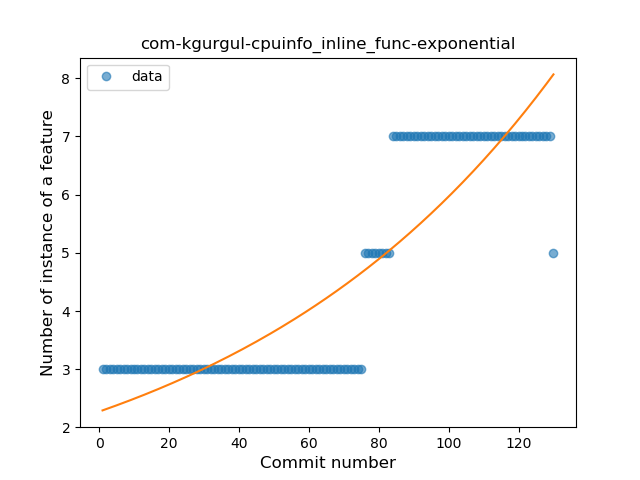 com-kgurgul-cpuinfo_inline_func-exponential
data
Number of instance of a feature
8
7
6
5
4
3
2
0 20 40 60 80 100 120
Commit number